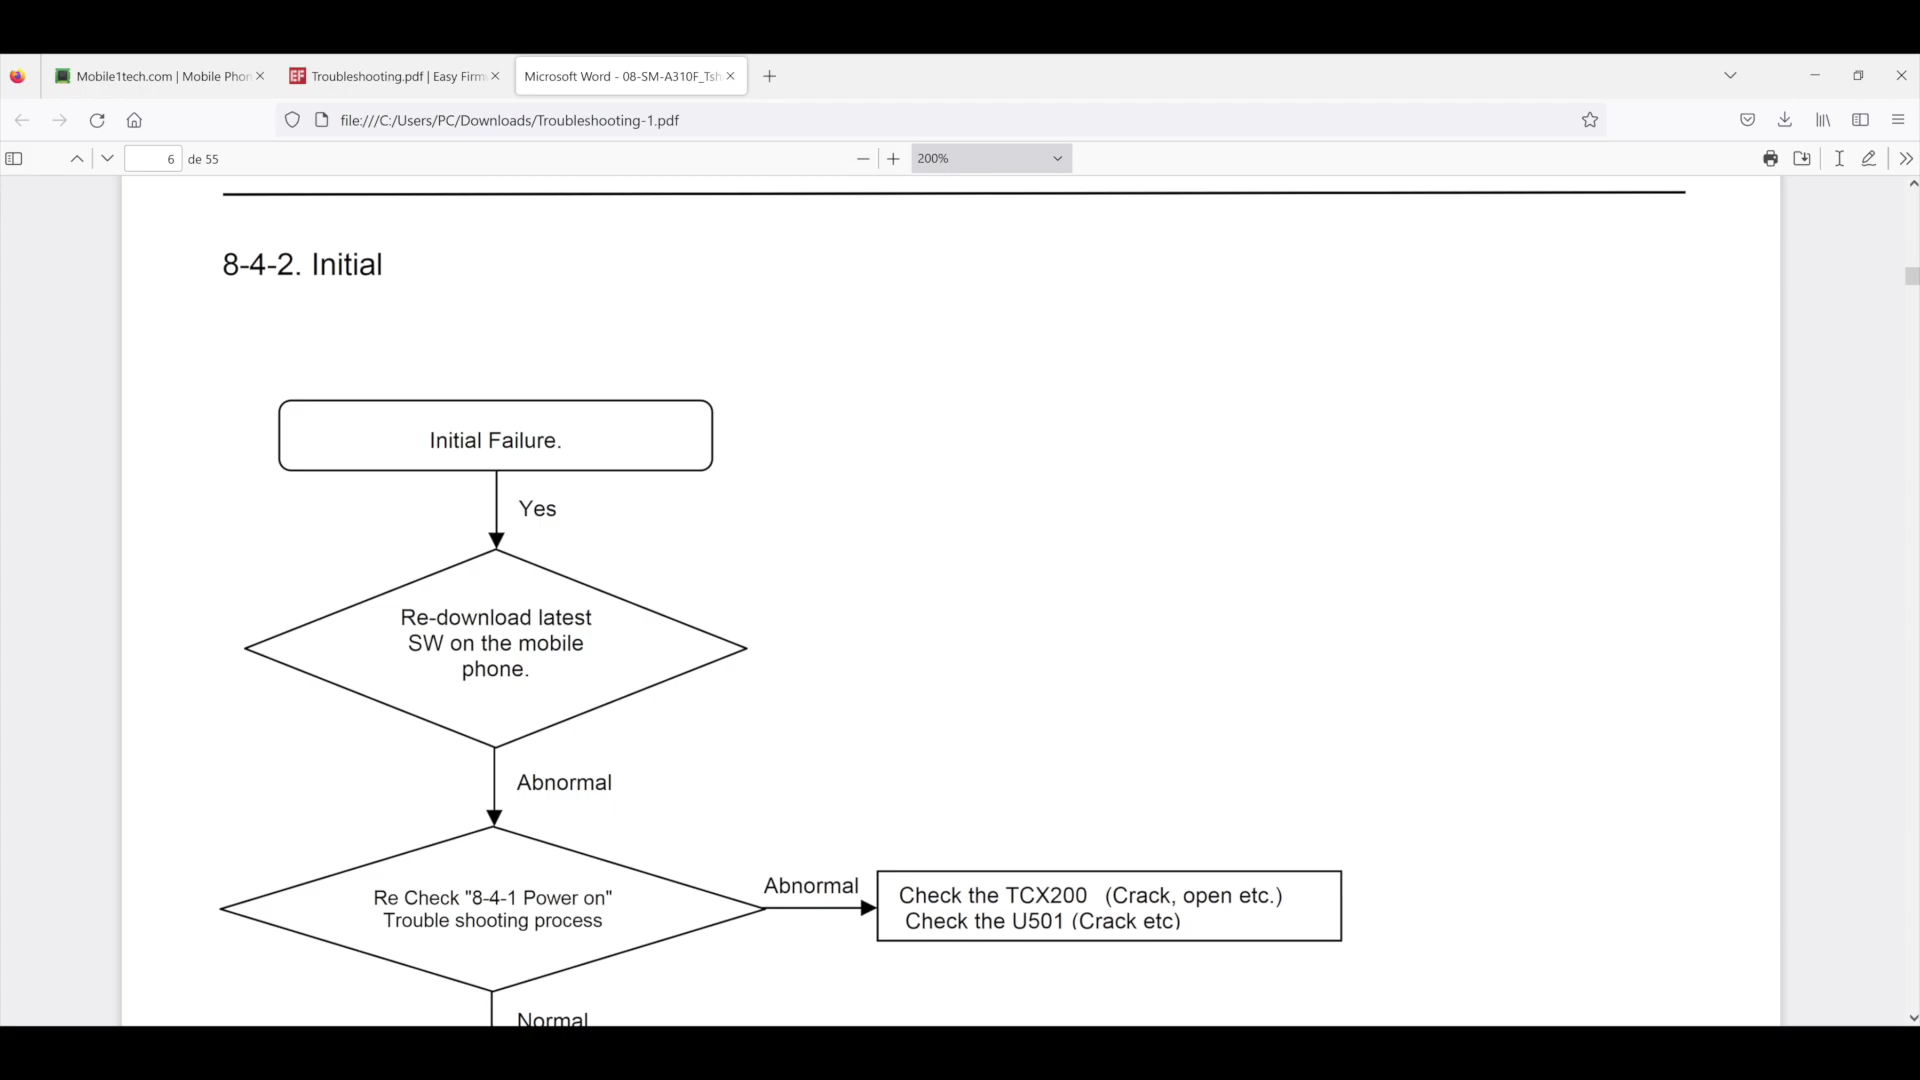 Mobile1tech.com | Mobile Phon
Troubleshooting.pdf | Easy Firmw
Microsoft Word - 08-SM-A310F_Tsh
file:///C:/Users/PC/Downloads/Troubleshooting-1.pdf
6 de 55
200%
8-4-2. Initial
Initial Failure.
Yes
Re-download latest
SW on the mobile
phone.
Abnormal
Re Check "8-4-1 Power on"
Trouble shooting process
Abnormal
Check the TCX200 (Crack, open etc.)
Check the U501 (Crack etc)
Normal